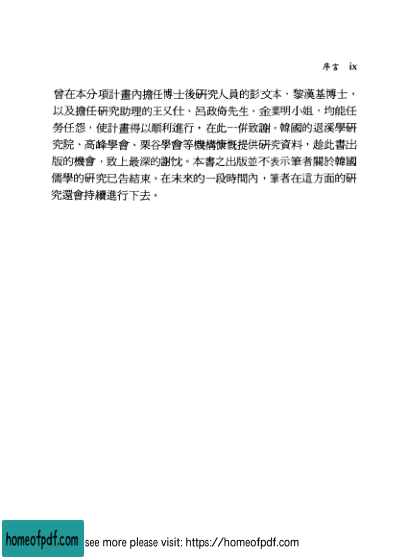 序言 ix
曾在本分項計畫內擔任博士後研究人員的彭文本、黎漢基博士，
以及擔任研究助理的王又仕、呂政倚先生、金葉明小姐，均能任
勞任怨，使計畫得以順利進行，在此一併致謝。韓國的退溪學研
究院、高峰學會、栗谷學會等機構慷慨提供研究資料，趁此書出
版的機會，致上最深的謝忱。本書之出版並不表示筆者關於韓國
儒學的研究已告結束，在未來的一段時間內，筆者在這方面的研
究還會持續進行下去。
homeofpdf.com see more please visit: https://homeofpdf.com